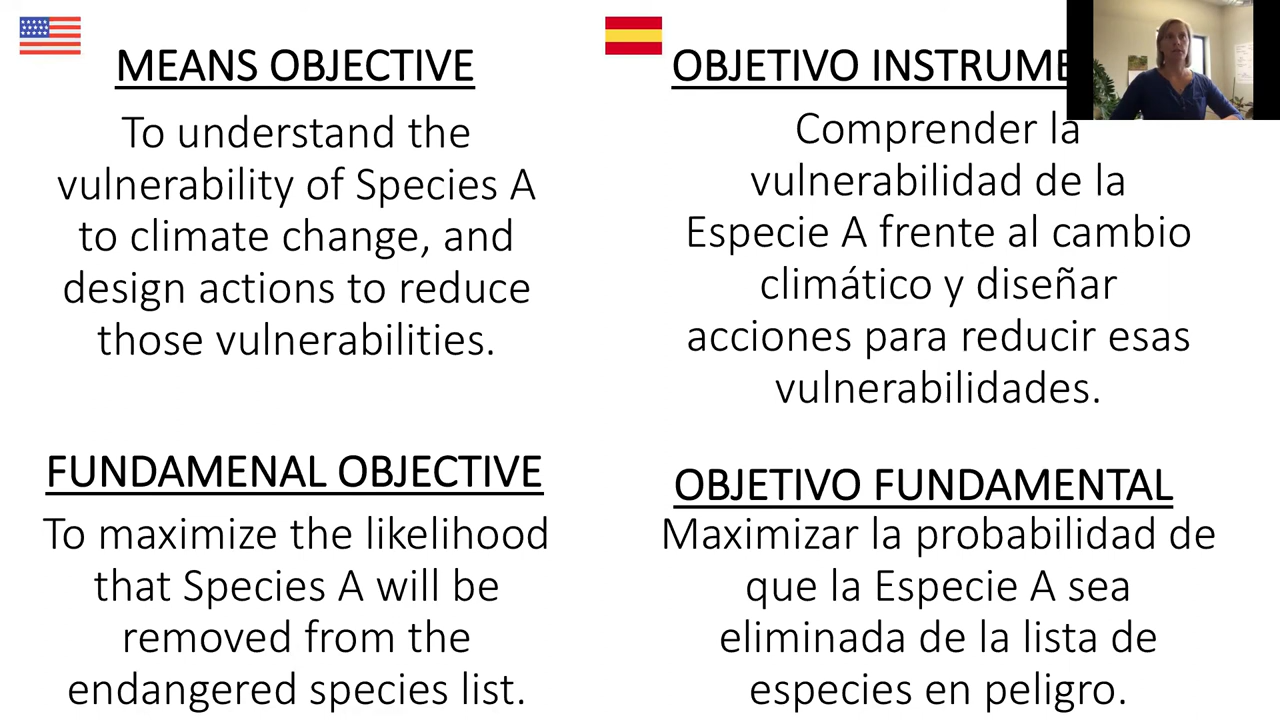 MEANS OBJECTIVE
To understand the
vulnerability of Species A
to climate change, and
design actions to reduce
those vulnerabilities.
FUNDAMENAL OBJECTIVE
To maximize the likelihood
that Species A will be
removed from the
endangered species list.
OBJETIVO
Comprender la
vulnerabilidad de la
Especie A frente al cambio
climático y diseñar
acciones para reducir esas
vulnerabilidades.
OBJETIVO FUNDAMENTAL
Maximizar la probabilidad de
que la Especie A sea
eliminada de la lista de
especies en peligro.